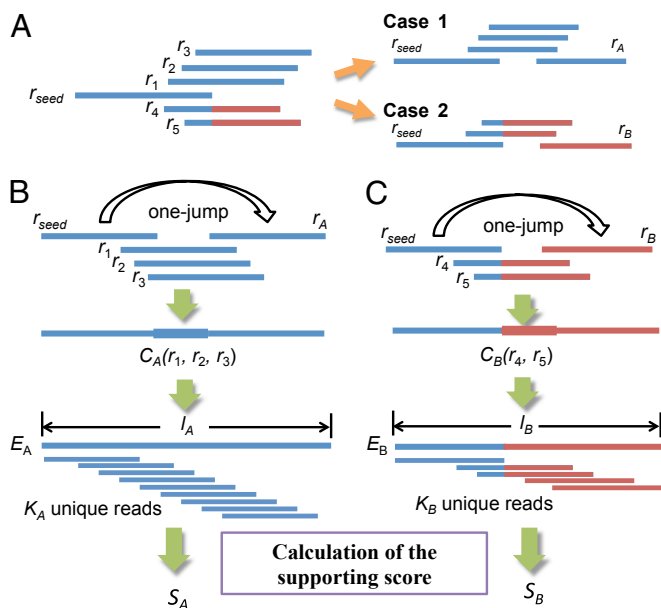 A
r3
r2
r1
rseed
r4
r5
Case 1
rseed
rA
Case 2
rseed
rB
B
one-jump
rseed
rA
r1
r2
r3
CA(r1, r2, r3)
lA
EA
KA unique reads
SA
C
one-jump
rseed
rB
r4
r5
CB(r4, r5)
lB
EB
KB unique reads
SB
Calculation of the
supporting score